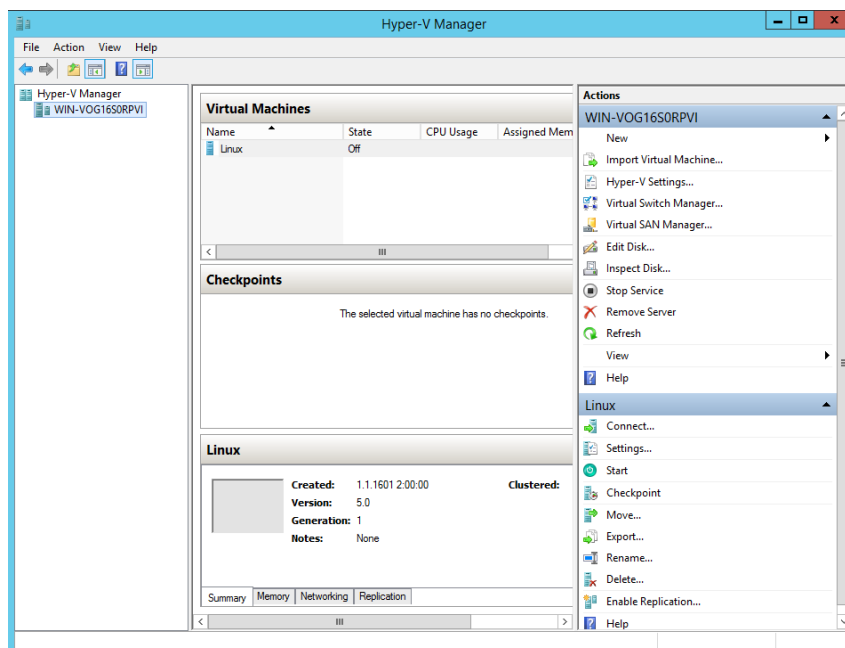 Hyper-V Manager
File Action View Help
Hyper-V Manager
WIN-VOG16S0RPVI
Virtual Machines
Name State CPU Usage Assigned Mem
Linux Off
Checkpoints
The selected virtual machine has no checkpoints.
Linux
Created: 1.1.1601 2:00:00 Clustered:
Version: 5.0
Generation: 1
Notes: None
Summary Memory Networking Replication
Actions
WIN-VOG16S0RPVI
New
Import Virtual Machine...
Hyper-V Settings...
Virtual Switch Manager...
Virtual SAN Manager...
Edit Disk...
Inspect Disk...
Stop Service
Remove Server
Refresh
View
Help
Linux
Connect...
Settings...
Start
Checkpoint
Move...
Export...
Rename...
Delete...
Enable Replication...
Help